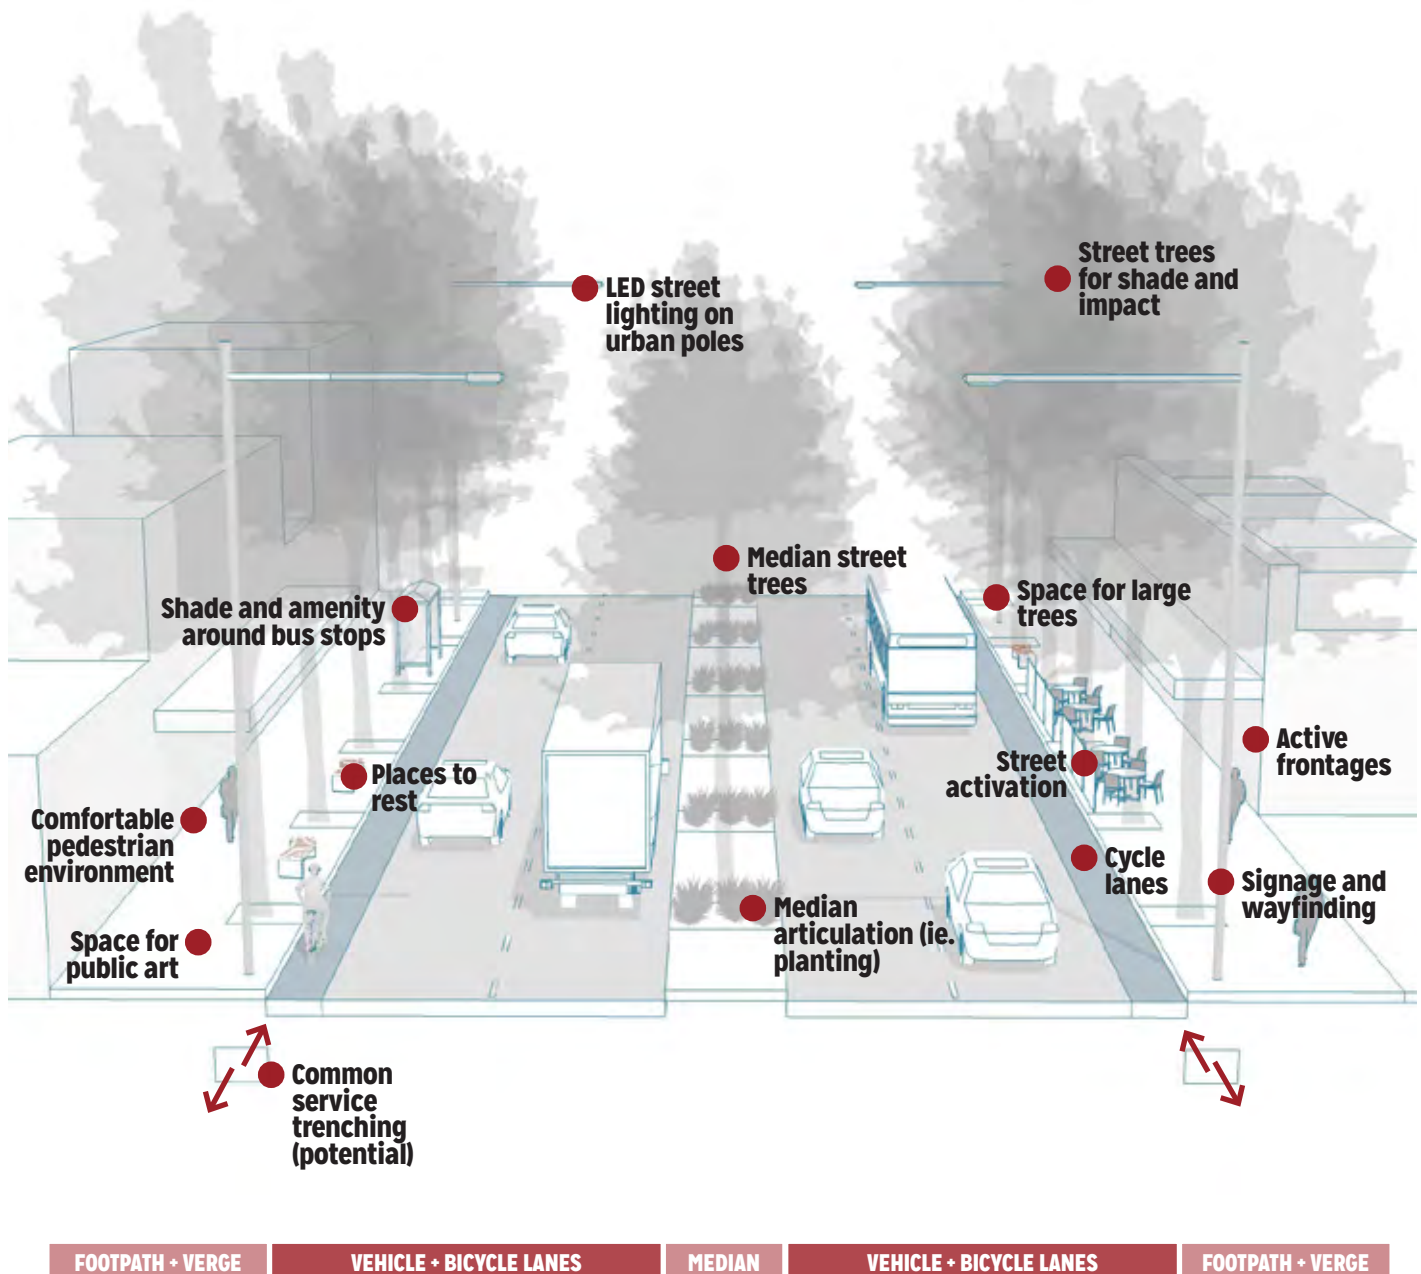 Street trees
for shade and
impact
LED street
lighting on
urban poles
Median street
trees
Space for large
trees
Shade and amenity
around bus stops
Active
frontages
Street
activation
Places to
rest
Comfortable
pedestrian
environment
Cycle
lanes
Signage and
wayfinding
Median
articulation (ie.
planting)
Space for
public art
Common
service
trenching
(potential)
FOOTPATH + VERGE
VEHICLE + BICYCLE LANES
MEDIAN
VEHICLE + BICYCLE LANES
FOOTPATH + VERGE